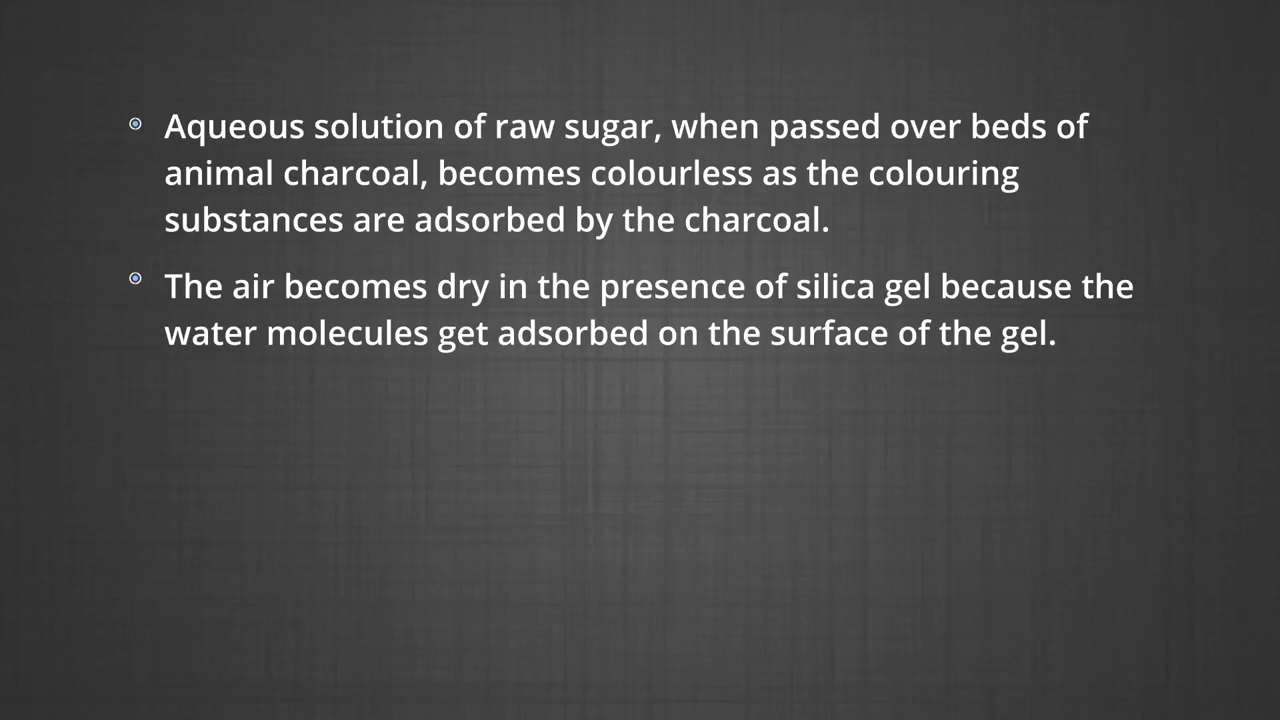 Aqueous solution of raw sugar, when passed over beds of
animal charcoal, becomes colourless as the colouring
substances are adsorbed by the charcoal.
The air becomes dry in the presence of silica gel because the
water molecules get adsorbed on the surface of the gel.